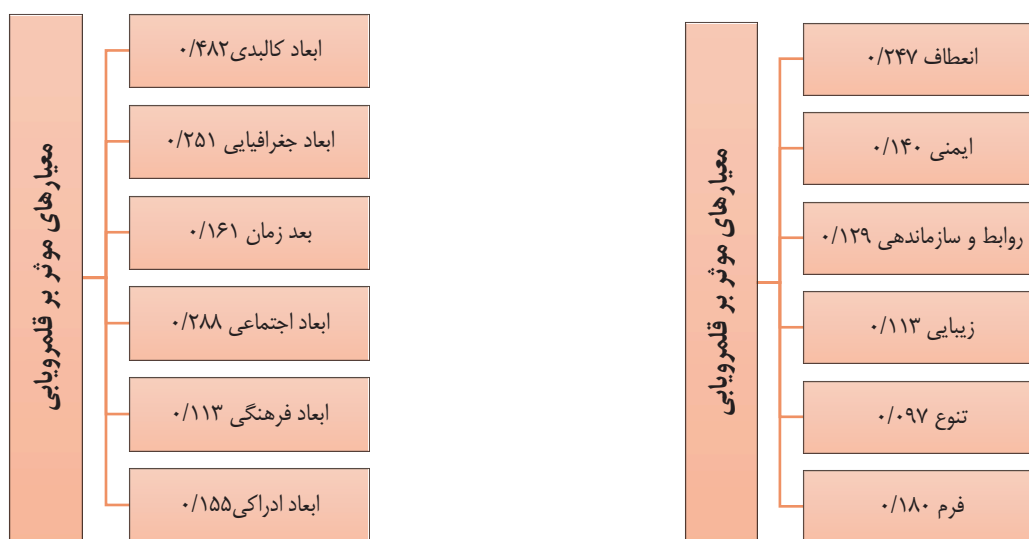 معیارهای موثر بر قلمرویابی
انعطاف ۰/۲۴۷
ایمنی ۰/۱۴۰
روابط و سازماندهی ۰/۱۲۹
زیبایی ۰/۱۱۳
تنوع ۰/۰۹۷
فرم ۰/۱۸۰
معیارهای موثر بر قلمرویابی
ابعاد کالبدی۰/۴۸۲
ابعاد جغرافیایی ۰/۲۵۱
بعد زمان ۰/۱۶۱
ابعاد اجتماعی ۰/۲۸۸
ابعاد فرهنگی ۰/۱۱۳
ابعاد ادراکی۰/۱۵۵